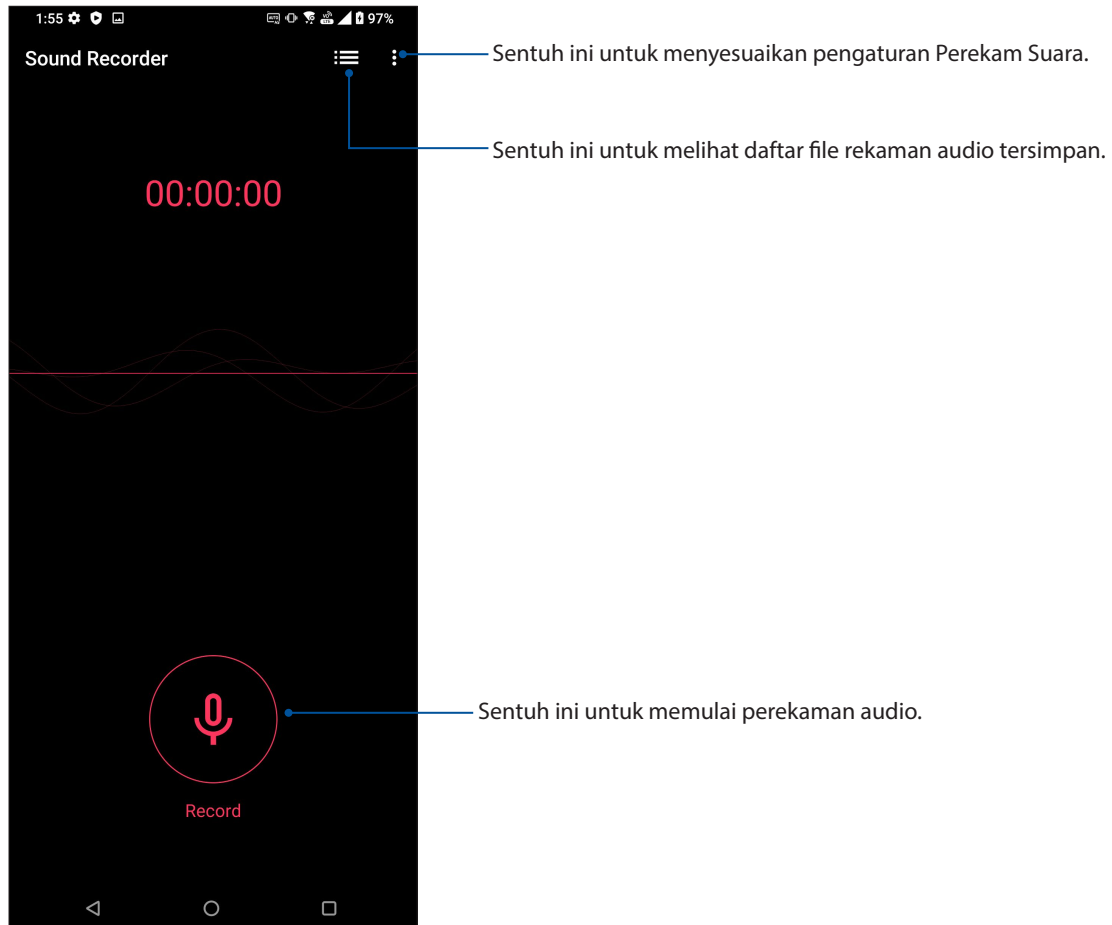 1:55 97%
Sound Recorder
Sentuh ini untuk menyesuaikan pengaturan Perekam Suara.
Sentuh ini untuk melihat daftar file rekaman audio tersimpan.
00:00:00
Sentuh ini untuk memulai perekaman audio.
Record